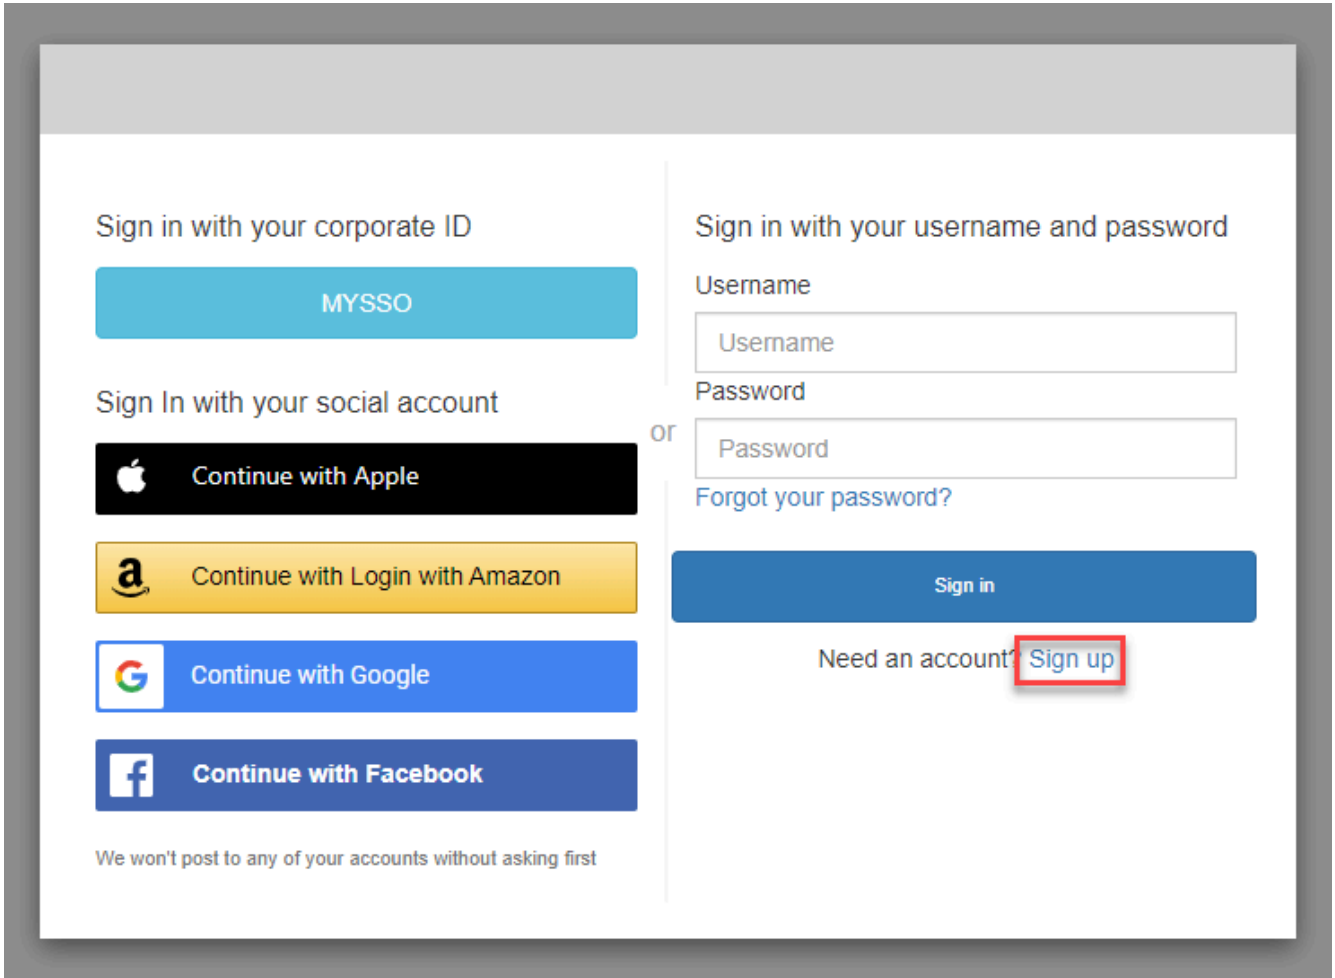 Sign in with your corporate ID
MYSSO
Sign In with your social account
Continue with Apple
Continue with Login with Amazon
Continue with Google
Continue with Facebook
We won't post to any of your accounts without asking first
or
Sign in with your username and password
Username
Username
Password
Password
Forgot your password?
Sign in
Need an account? Sign up